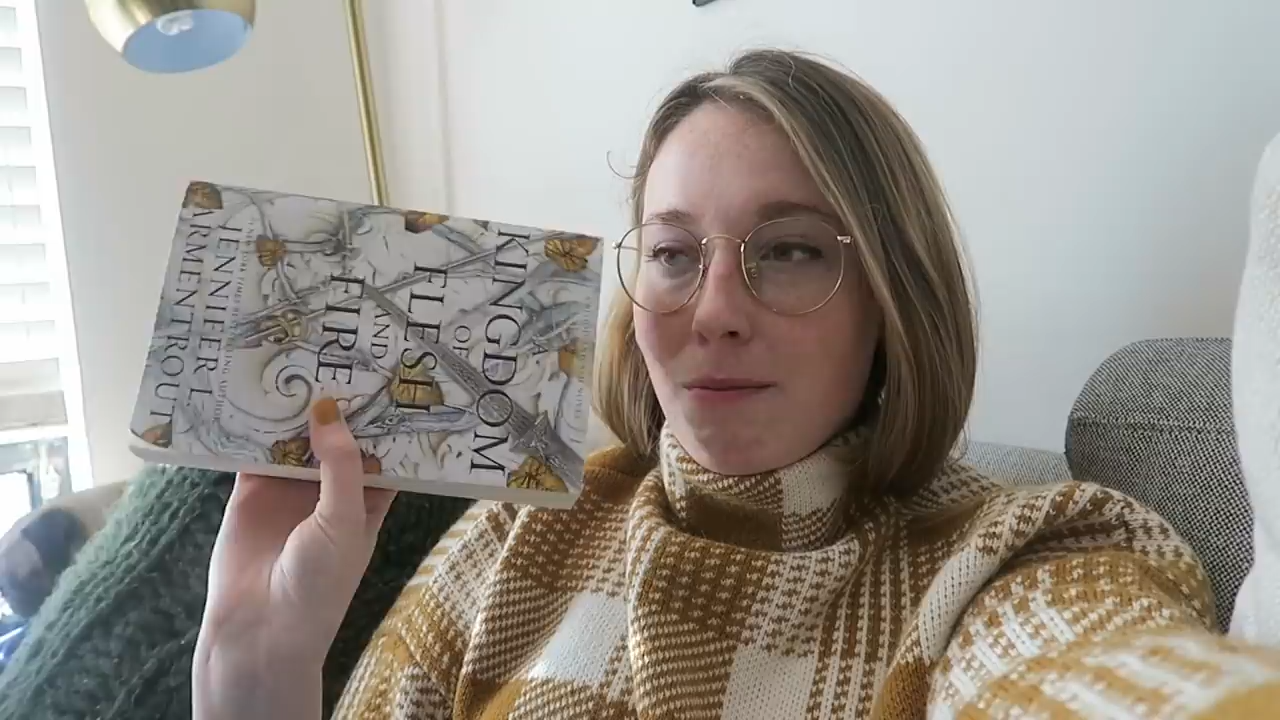 KINGDOM
OF
FLESH
AND
FIRE
JENNIFER L.
ARMENTROUT